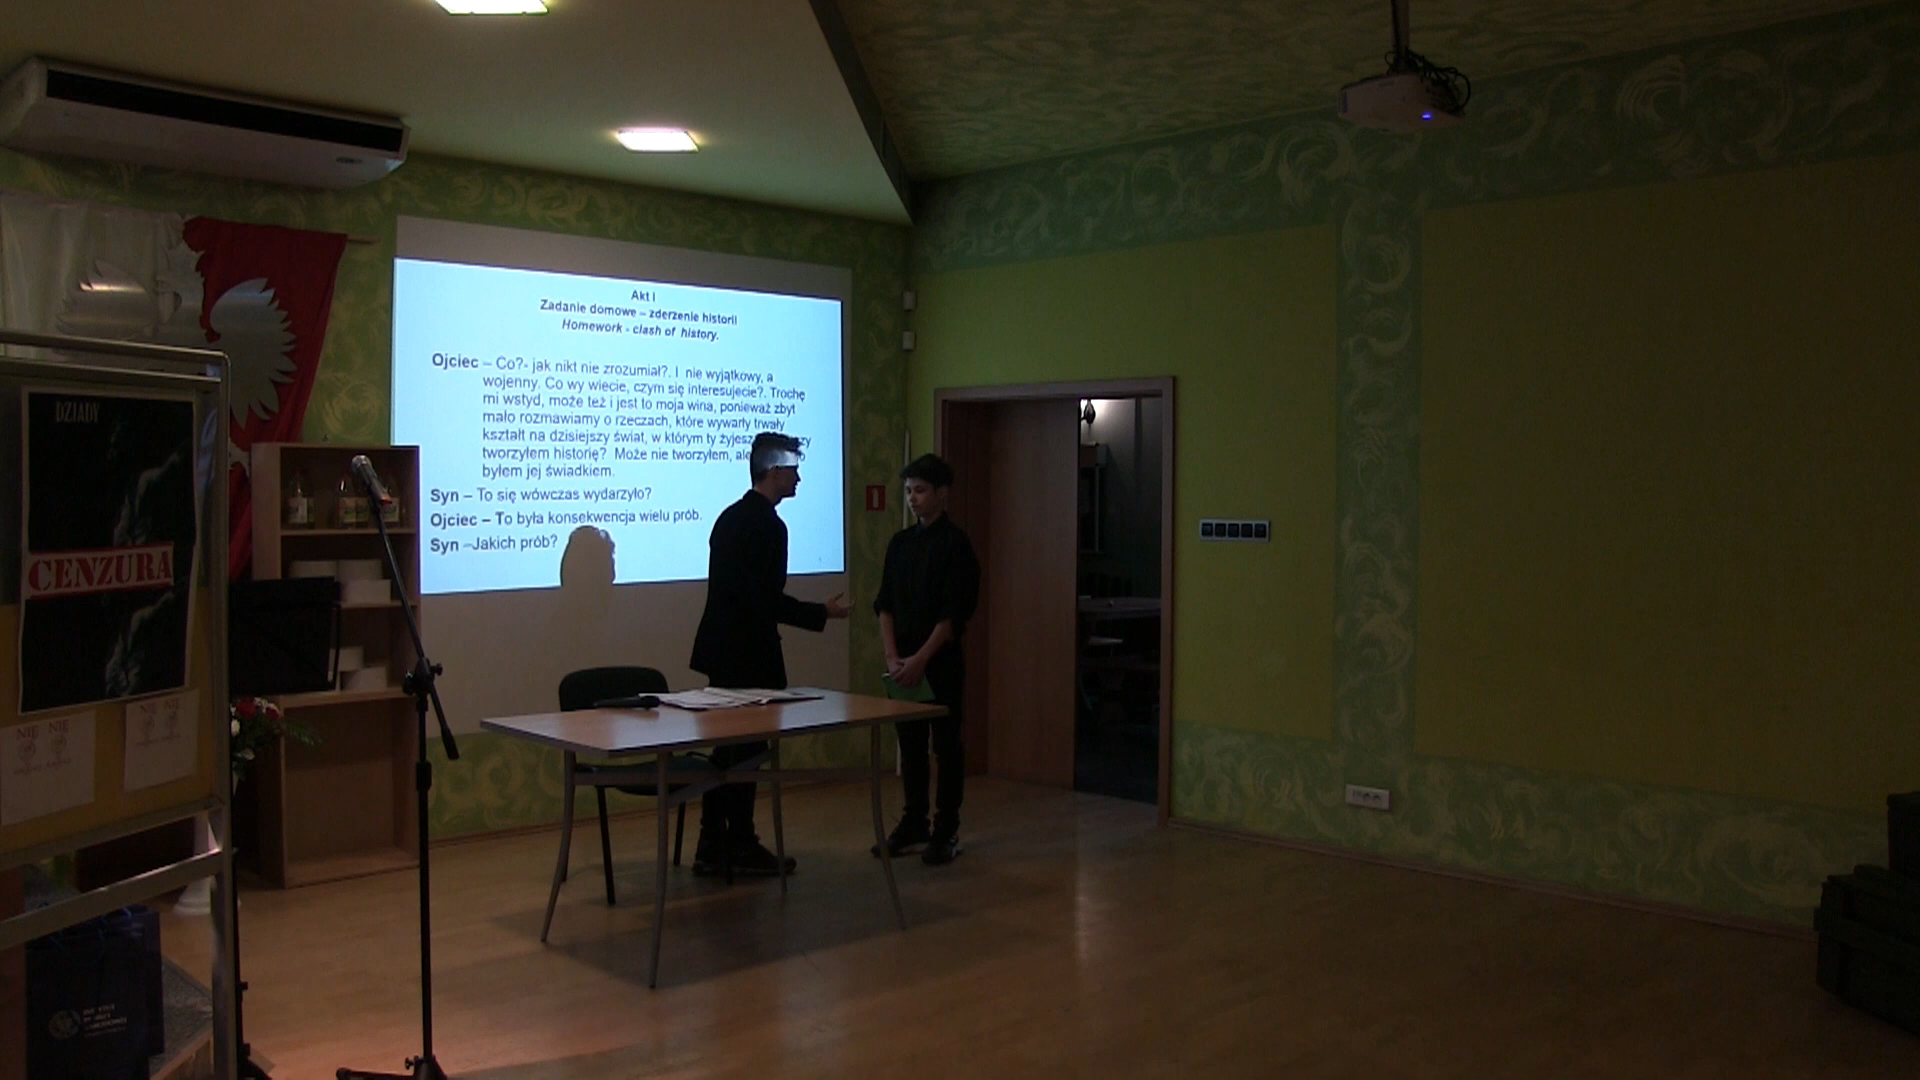 Akt I
Zadanie domowe – zderzenie historii
Homework - clash of history.
Ojciec – Co?- jak nikt nie zrozumiał?. I nie wyjątkowy, a
wojenny. Co wy wiecie, czym się interesujecie?. Trochę
mi wstyd, może też i jest to moja wina, ponieważ zbyt
mało rozmawiamy o rzeczach, które wywarły trwały
kształt na dzisiejszy świat, w którym ty żyjesz
tworzyłem historię? Może nie tworzyłem, ale
byłem jej świadkiem.
Syn – To się wówczas wydarzyło?
Ojciec – To była konsekwencja wielu prób.
Syn –Jakich prób?
DZIADY
CENZURA
NIE NIE
NIE NIE